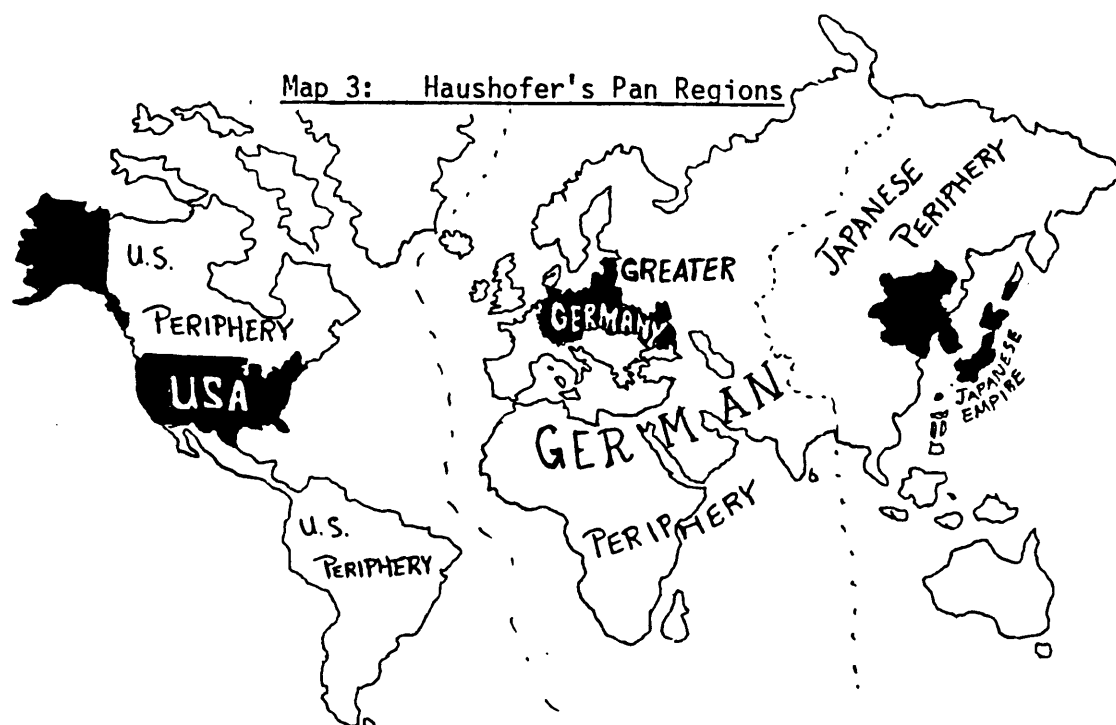 Map 3: Haushofer's Pan Regions
U.S.
PERIPHERY
USA
U.S.
PERIPHERY
GREATER
GERMANY
GERMAN
PERIPHERY
JAPANESE
PERIPHERY
JAPANESE
EMPIRE